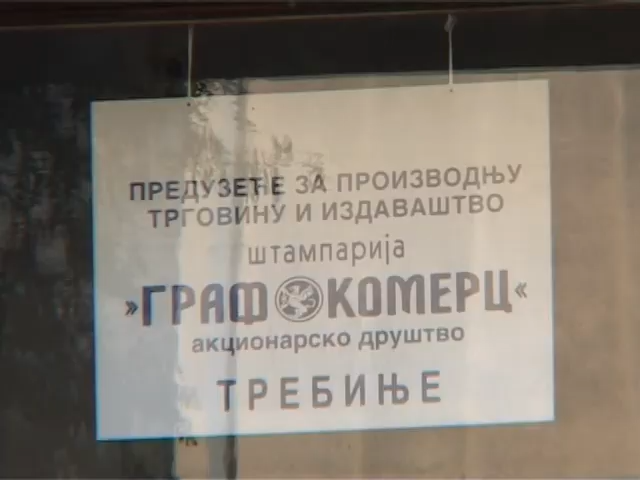 ПРЕДУЗЕЋЕ ЗА ПРОИЗВОДЊУ
ТРГОВИНУ И ИЗДАВАШТВО
штампарија
»ГРАФ КОМЕРЦ«
акционарско друштво
ТРЕБИЊЕ